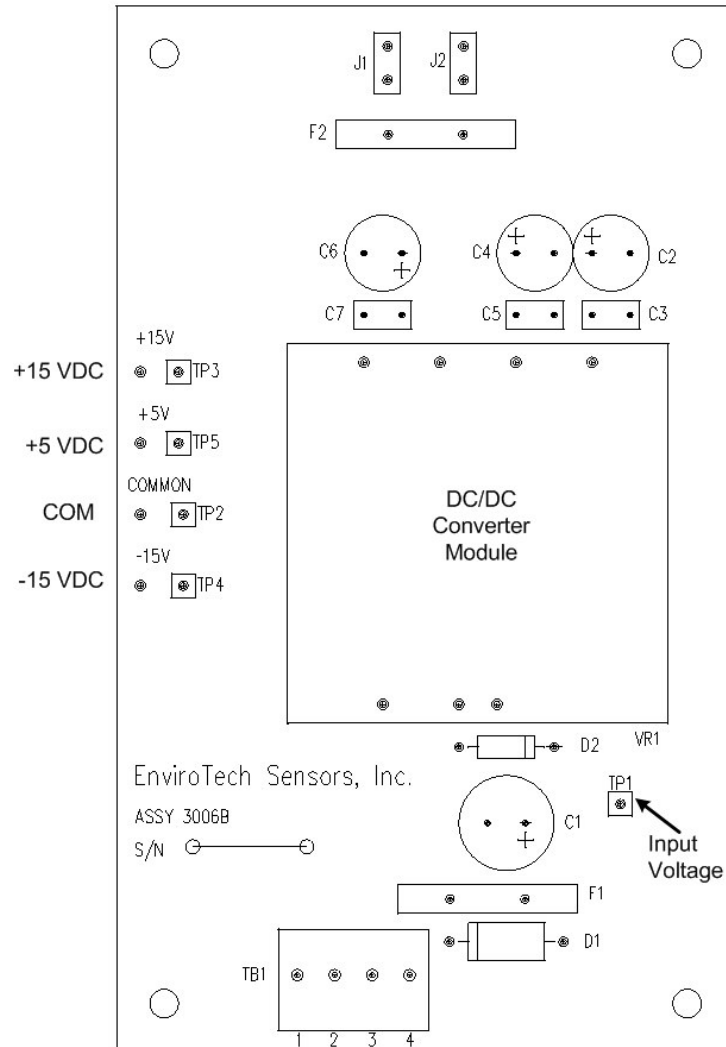 J1
J2
F2
C6
C4
C2
C7
C5
C3
+15V
+15 VDC
TP3
+5V
+5 VDC
TP5
COMMON
COM
TP2
-15V
-15 VDC
TP4
DC/DC
Converter
Module
D2
VR1
EnviroTech Sensors, Inc.
ASSY 3006B
S/N
C1
TP1
Input
Voltage
F1
D1
TB1
1 2 3 4